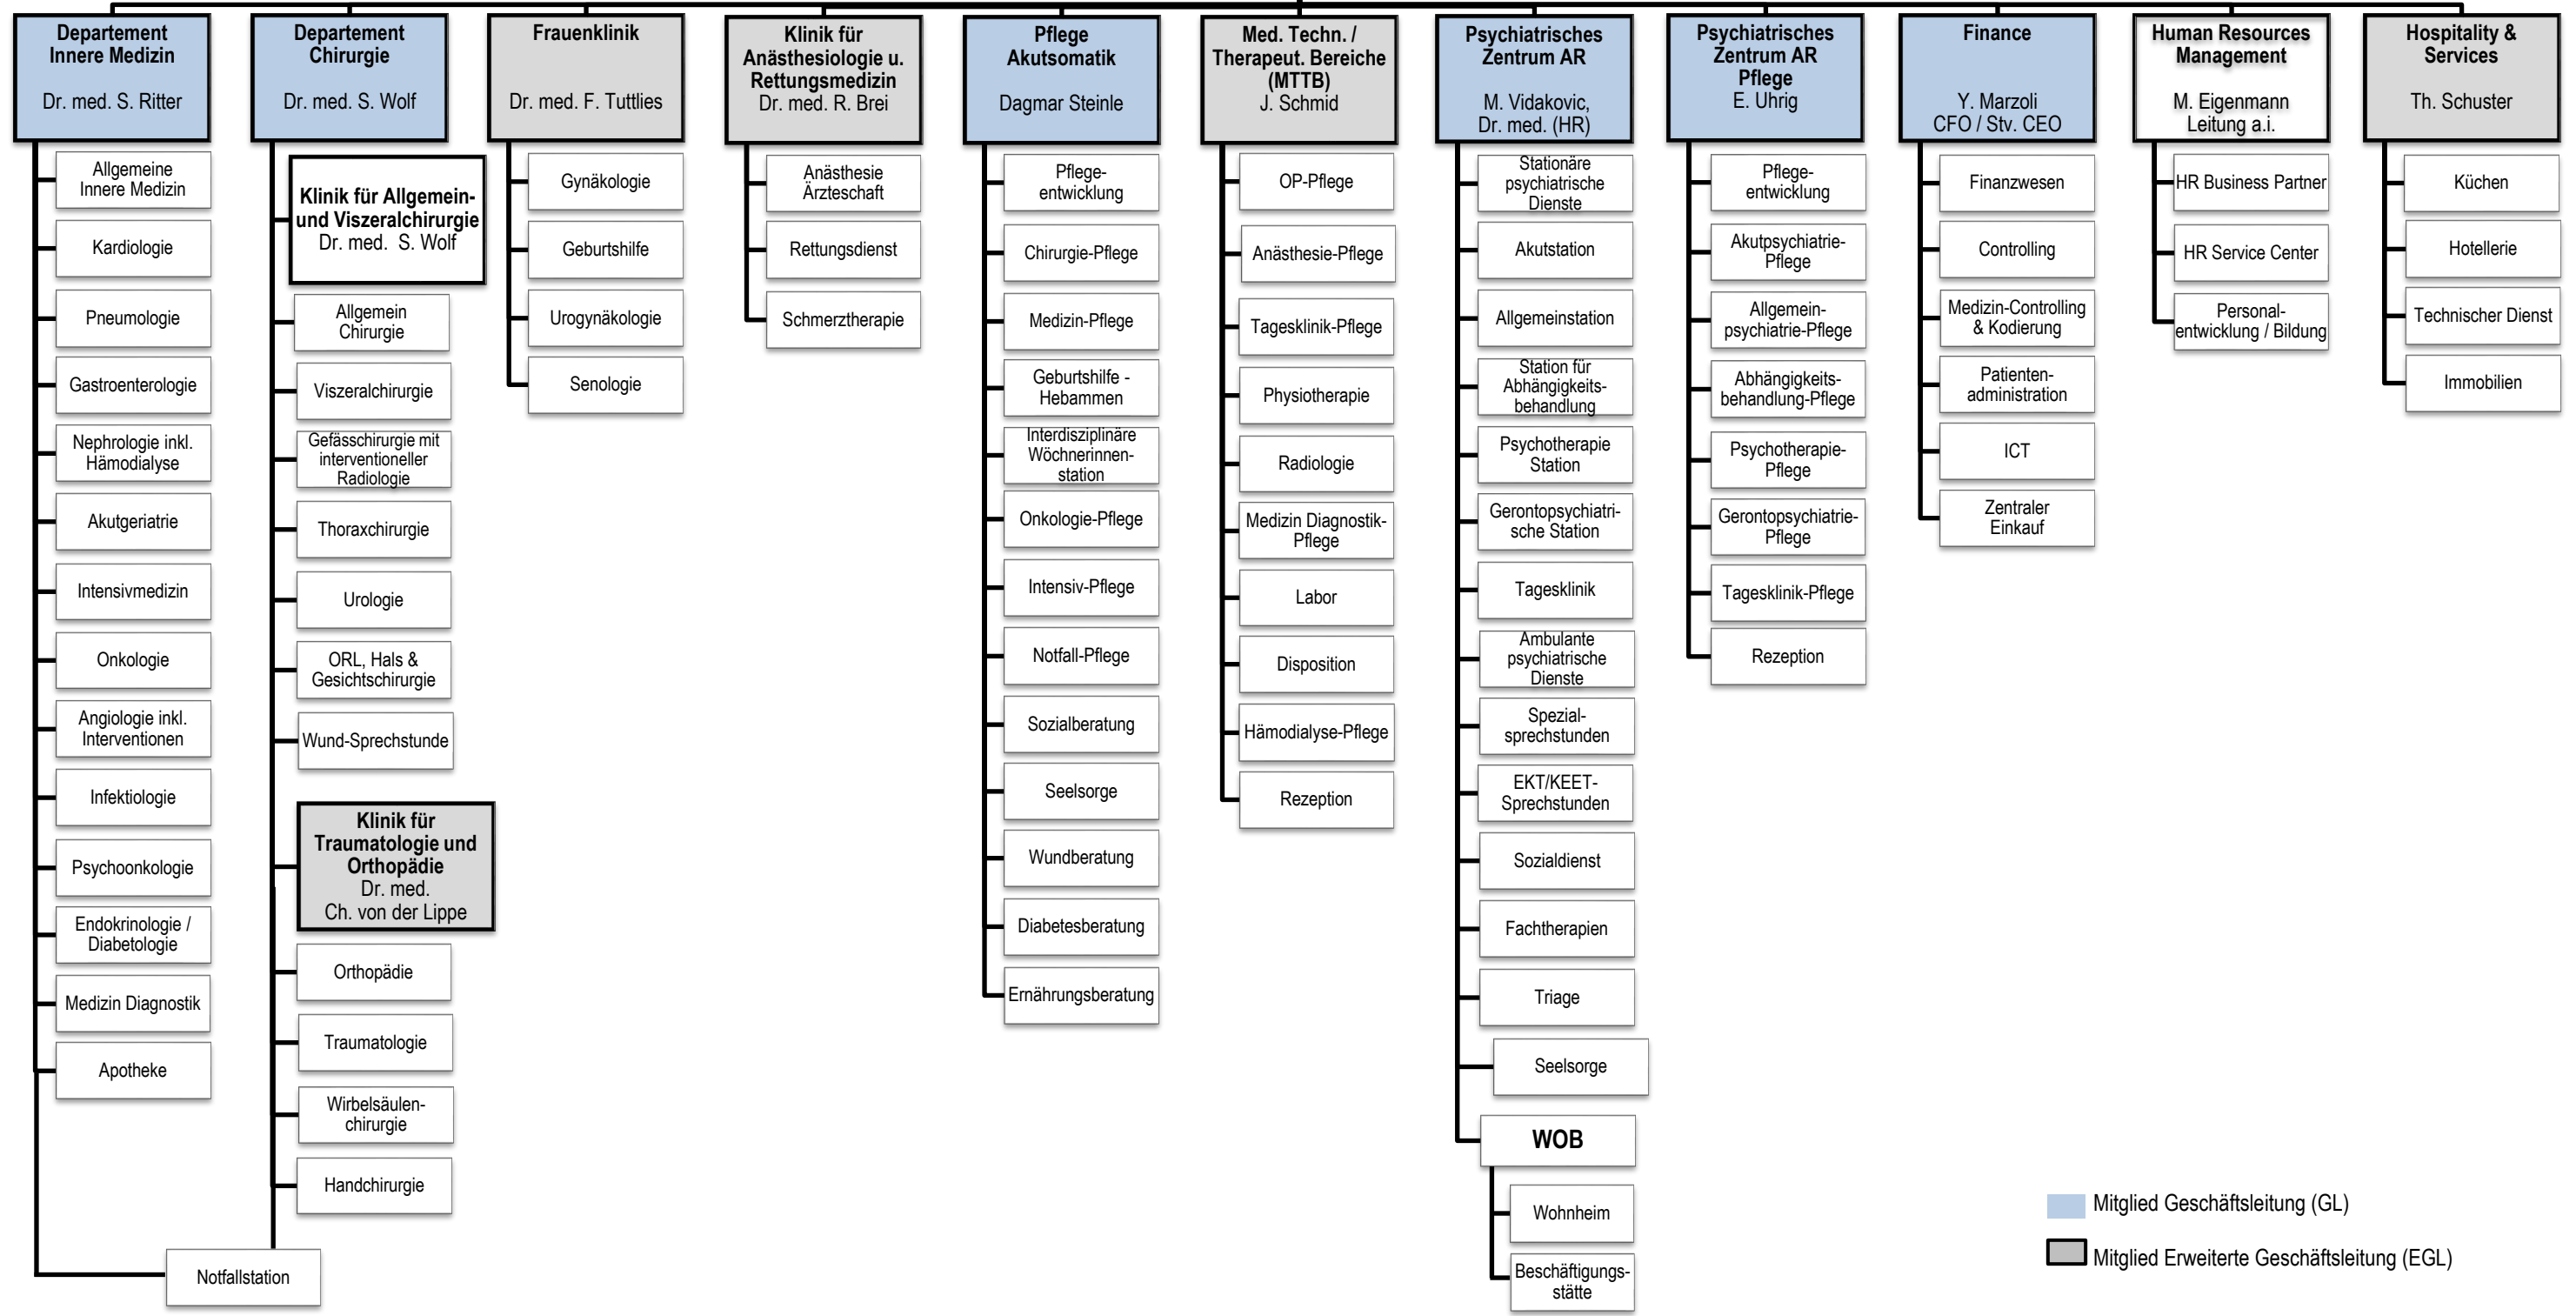 Departement
Innere Medizin
Dr. med. S. Ritter
Allgemeine
Innere Medizin
Kardiologie
Pneumologie
Gastroenterologie
Nephrologie inkl.
Hämodialyse
Akutgeriatrie
Intensivmedizin
Onkologie
Angiologie inkl.
Interventionen
Infektiologie
Psychoonkologie
Endokrinologie /
Diabetologie
Medizin Diagnostik
Apotheke
Notfallstation
Departement
Chirurgie
Dr. med. S. Wolf
Klinik für Allgemein-
und Viszeralchirurgie
Dr. med. S. Wolf
Allgemein
Chirurgie
Viszeralchirurgie
Gefässchirurgie mit
interventioneller
Radiologie
Thoraxchirurgie
Urologie
ORL, Hals &
Gesichtschirurgie
Wund-Sprechstunde
Klinik für
Traumatologie und
Orthopädie
Dr. med.
Ch. von der Lippe
Orthopädie
Traumatologie
Wirbelsäulen-
chirurgie
Handchirurgie
Frauenklinik
Dr. med. F. Tuttlies
Gynäkologie
Geburtshilfe
Urogynäkologie
Senologie
Klinik für
Anästhesiologie u.
Rettungsmedizin
Dr. med. R. Brei
Anästhesie
Ärzteschaft
Rettungsdienst
Schmerztherapie
Pflege
Akutsomatik
Dagmar Steinle
Pflege-
entwicklung
Chirurgie-Pflege
Medizin-Pflege
Geburtshilfe -
Hebammen
Interdisziplinäre
Wöchnerinnen-
station
Onkologie-Pflege
Intensiv-Pflege
Notfall-Pflege
Sozialberatung
Seelsorge
Wundberatung
Diabetesberatung
Ernährungsberatung
Med. Techn. /
Therapeut. Bereiche
(MTTB)
J. Schmid
OP-Pflege
Anästhesie-Pflege
Tagesklinik-Pflege
Physiotherapie
Radiologie
Medizin Diagnostik-
Pflege
Labor
Disposition
Hämodialyse-Pflege
Rezeption
Psychiatrisches
Zentrum AR
M. Vidakovic,
Dr. med. (HR)
Stationäre
psychiatrische
Dienste
Akutstation
Allgemeinstation
Station für
Abhängigkeits-
behandlung
Psychotherapie
Station
Gerontopsychiatri-
sche Station
Tagesklinik
Ambulante
psychiatrische
Dienste
Spezial-
sprechstunden
EKT/KEET-
Sprechstunden
Sozialdienst
Fachtherapien
Triage
Seelsorge
WOB
Wohnheim
Beschäftigungs-
stätte
Psychiatrisches
Zentrum AR
Pflege
E. Uhrig
Pflege-
entwicklung
Akutpsychiatrie-
Pflege
Allgemein-
psychiatrie-Pflege
Abhängigkeits-
behandlung-Pflege
Psychotherapie-
Pflege
Gerontopsychiatrie-
Pflege
Tagesklinik-Pflege
Rezeption
Finance
Y. Marzoli
CFO / Stv. CEO
Finanzwesen
Controlling
Medizin-Controlling
& Kodierung
Patienten-
administration
ICT
Zentraler
Einkauf
Human Resources
Management
M. Eigenmann
Leitung a.i.
HR Business Partner
HR Service Center
Personal-
entwicklung / Bildung
Hospitality &
Services
Th. Schuster
Küchen
Hotellerie
Technischer Dienst
Immobilien
Mitglied Geschäftsleitung (GL)
Mitglied Erweiterte Geschäftsleitung (EGL)